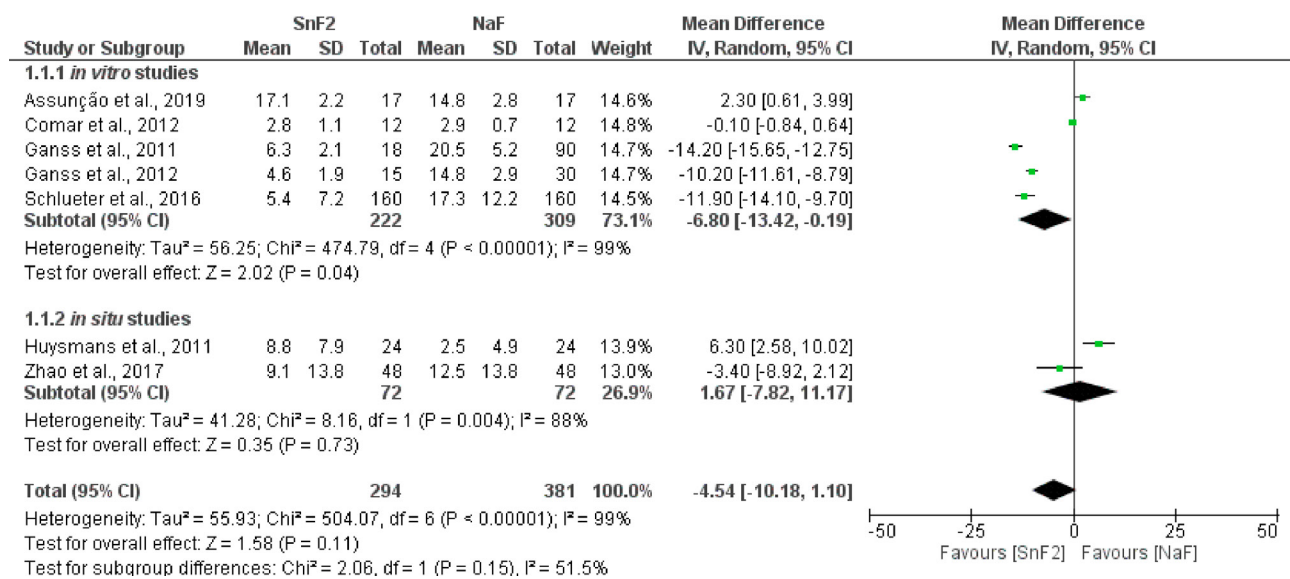 SnF2 NaF Mean Difference Mean Difference
Study or Subgroup Mean SD Total Mean SD Total Weight IV, Random, 95% CI IV, Random, 95% CI
1.1.1 in vitro studies
Assunção et al., 2019 17.1 2.2 17 14.8 2.8 17 14.6% 2.30 [0.61, 3.99]
Comar et al., 2012 2.8 1.1 12 2.9 0.7 12 14.8% -0.10 [-0.84, 0.64]
Ganss et al., 2011 6.3 2.1 18 20.5 5.2 90 14.7% -14.20 [-15.65, -12.75]
Ganss et al., 2012 4.6 1.9 15 14.8 2.9 30 14.7% -10.20 [-11.61, -8.79]
Schlueter et al., 2016 5.4 7.2 160 17.3 12.2 160 14.5% -11.90 [-14.10, -9.70]
Subtotal (95% CI) 222 309 73.1% -6.80 [-13.42, -0.19]
Heterogeneity: Tau² = 56.25; Chi² = 474.79, df = 4 (P < 0.00001); I² = 99%
Test for overall effect: Z = 2.02 (P = 0.04)
1.1.2 in situ studies
Huysmans et al., 2011 8.8 7.9 24 2.5 4.9 24 13.9% 6.30 [2.58, 10.02]
Zhao et al., 2017 9.1 13.8 48 12.5 13.8 48 13.0% -3.40 [-8.92, 2.12]
Subtotal (95% CI) 72 72 26.9% 1.67 [-7.82, 11.17]
Heterogeneity: Tau² = 41.28; Chi² = 8.16, df = 1 (P = 0.004); I² = 88%
Test for overall effect: Z = 0.35 (P = 0.73)
Total (95% CI) 294 381 100.0% -4.54 [-10.18, 1.10]
Heterogeneity: Tau² = 55.93; Chi² = 504.07, df = 6 (P < 0.00001); I² = 99%
Test for overall effect: Z = 1.58 (P = 0.11)
Test for subgroup differences: Chi² = 2.06, df = 1 (P = 0.15), I² = 51.5%
-50 -25 0 25 50
Favours [SnF2] Favours [NaF]